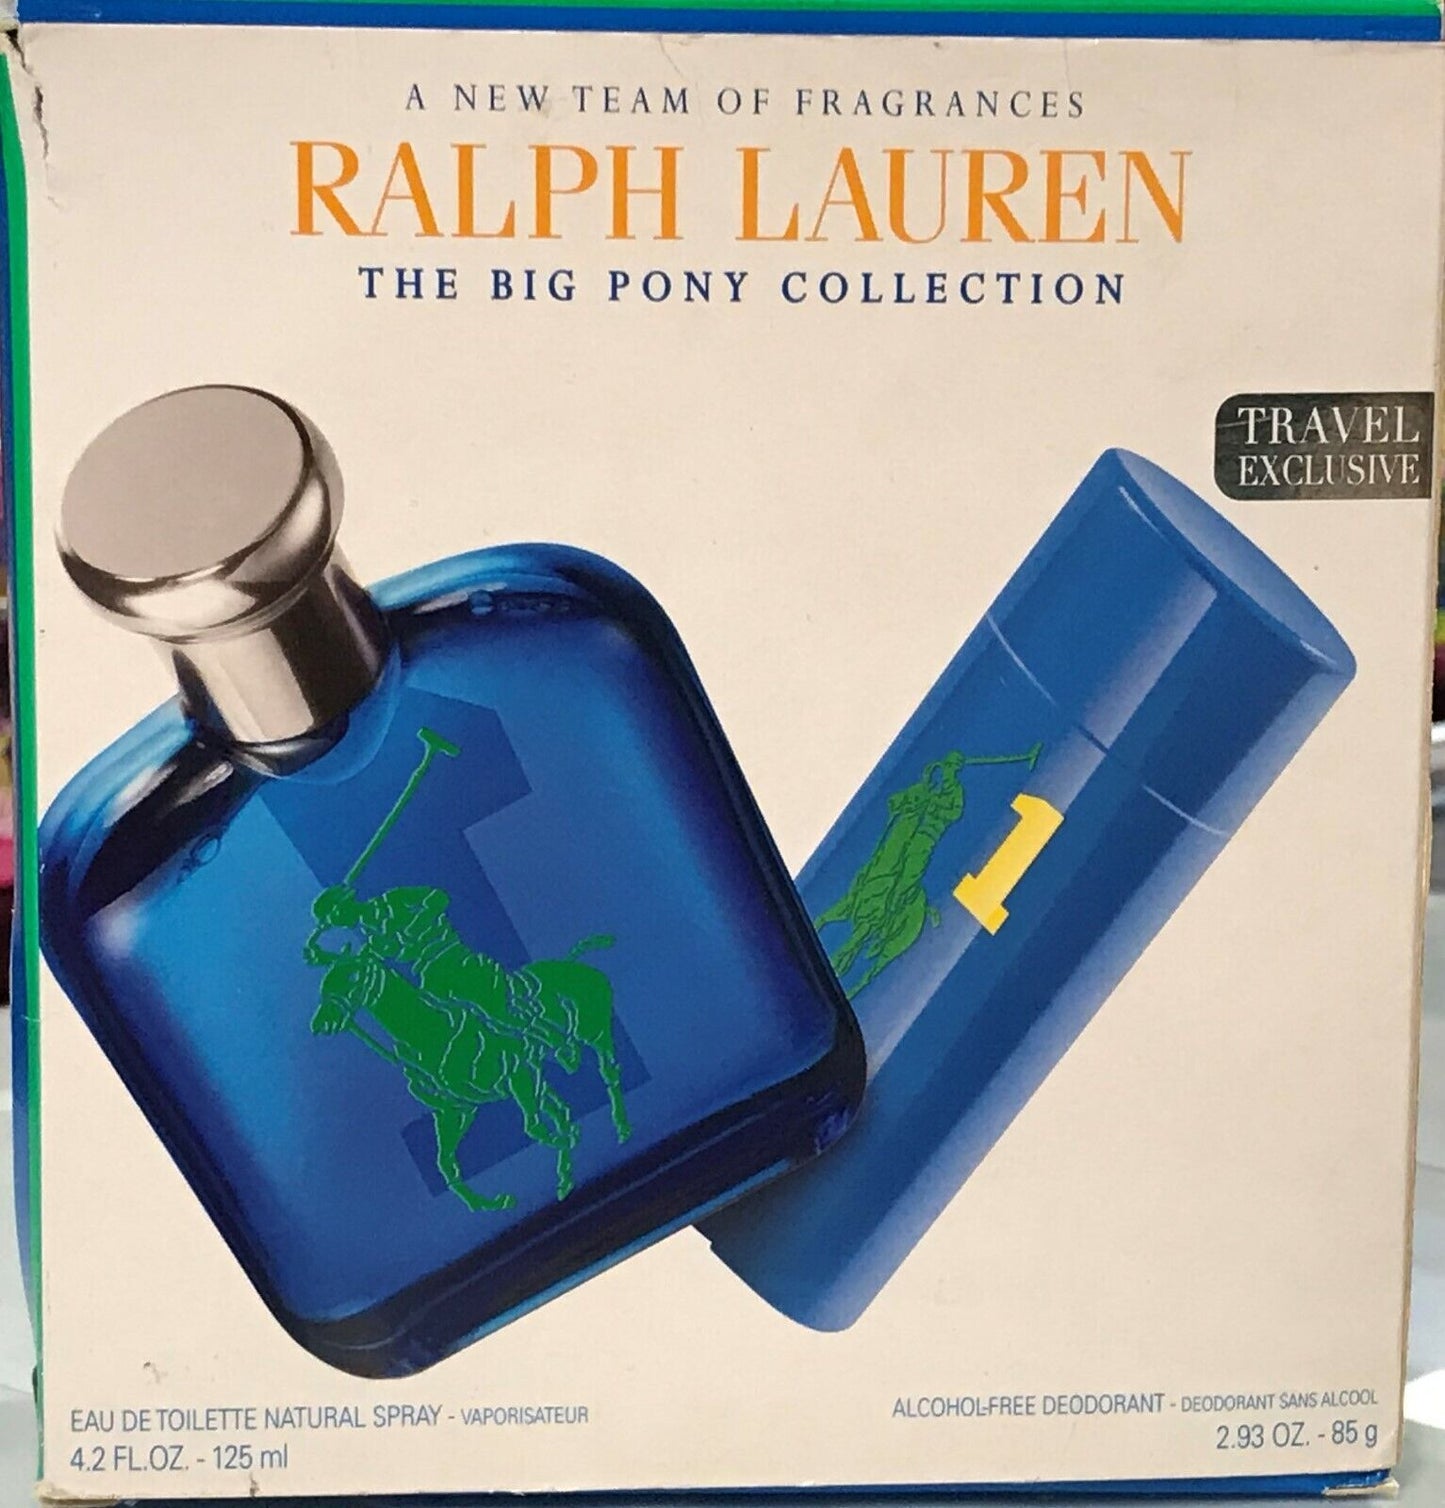 A NEW TEAM OF FRAGRANCES
RALPH LAUREN
THE BIG PONY COLLECTION
TRAVEL
EXCLUSIVE
1
1
EAU DE TOILETTE NATURAL SPRAY - VAPORISATEUR
4.2 FL.OZ. - 125 ml
ALCOHOL-FREE DEODORANT - DEODORANT SANS ALCOOL
2.93 OZ. - 85 g